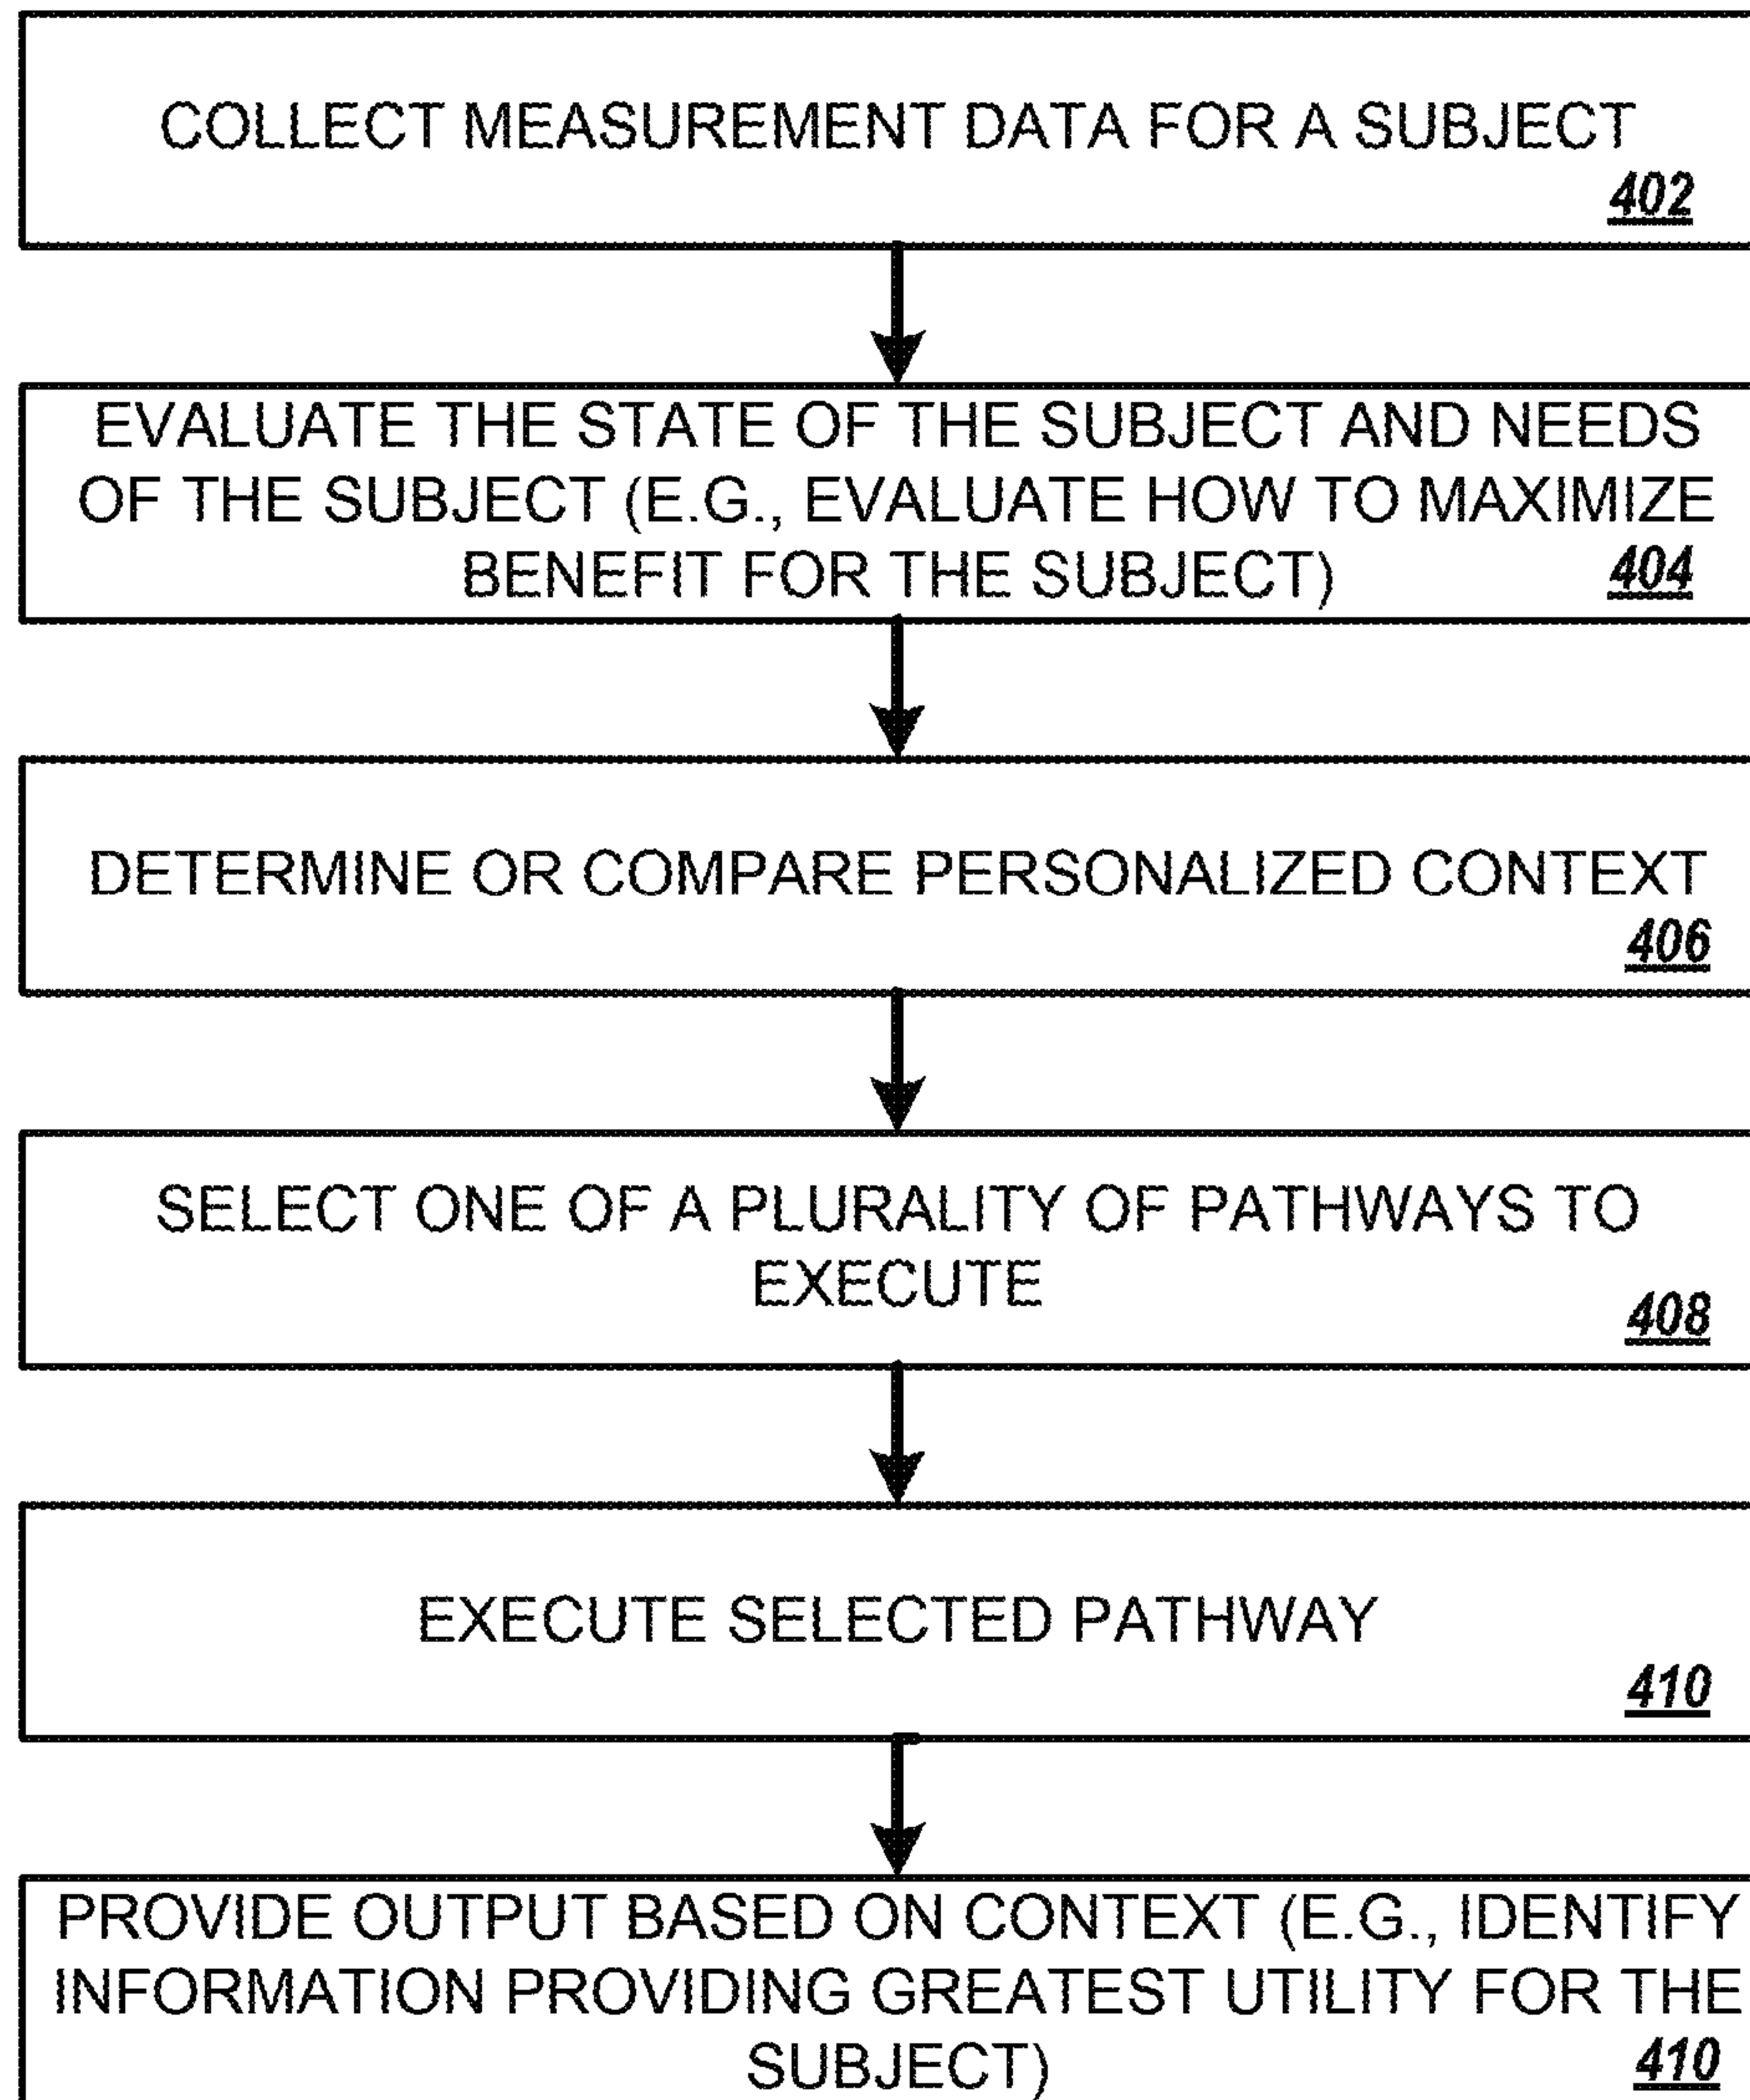 COLLECT MEASUREMENT DATA FOR A SUBJECT
402
EVALUATE THE STATE OF THE SUBJECT AND NEEDS
OF THE SUBJECT (E.G., EVALUATE HOW TO MAXIMIZE
BENEFIT FOR THE SUBJECT)
404
DETERMINE OR COMPARE PERSONALIZED CONTEXT
406
SELECT ONE OF A PLURALITY OF PATHWAYS TO
EXECUTE
408
EXECUTE SELECTED PATHWAY
410
PROVIDE OUTPUT BASED ON CONTEXT (E.G., IDENTIFY
INFORMATION PROVIDING GREATEST UTILITY FOR THE
SUBJECT)
410